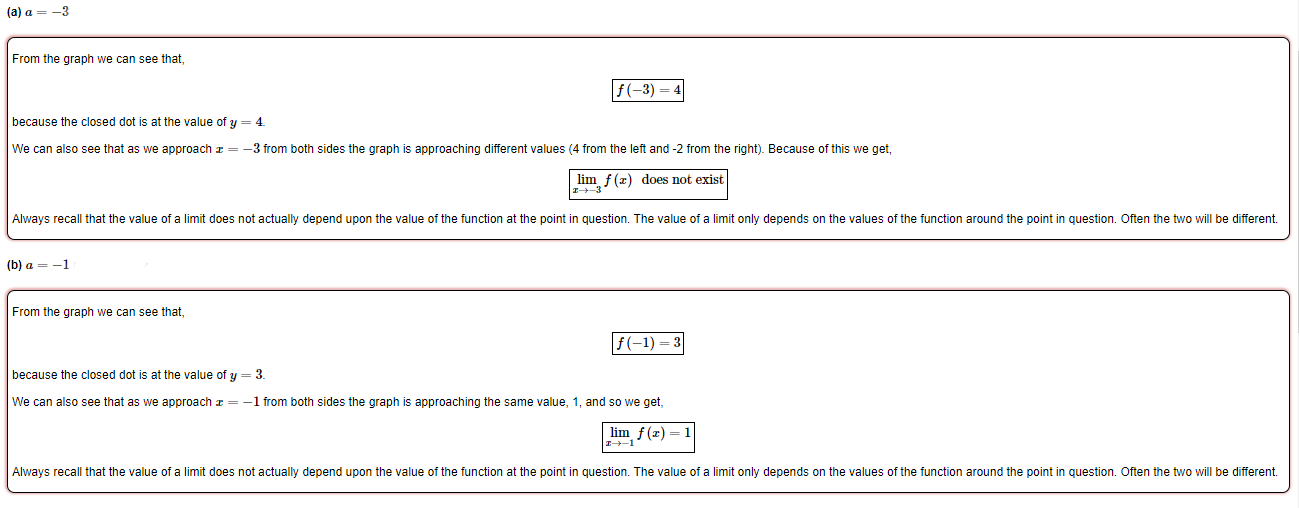 (a) a = −3
From the graph we can see that,
f (−3) = 4
because the closed dot is at the value of y = 4.
We can also see that as we approach x = −3 from both sides the graph is approaching different values (4 from the left and -2 from the right). Because of this we get,
lim f (x) does not exist
x→−3
Always recall that the value of a limit does not actually depend upon the value of the function at the point in question. The value of a limit only depends on the values of the function around the point in question. Often the two will be different.
(b) a = −1
From the graph we can see that,
f (−1) = 3
because the closed dot is at the value of y = 3.
We can also see that as we approach x = −1 from both sides the graph is approaching the same value, 1, and so we get,
lim f (x) = 1
x→−1
Always recall that the value of a limit does not actually depend upon the value of the function at the point in question. The value of a limit only depends on the values of the function around the point in question. Often the two will be different.